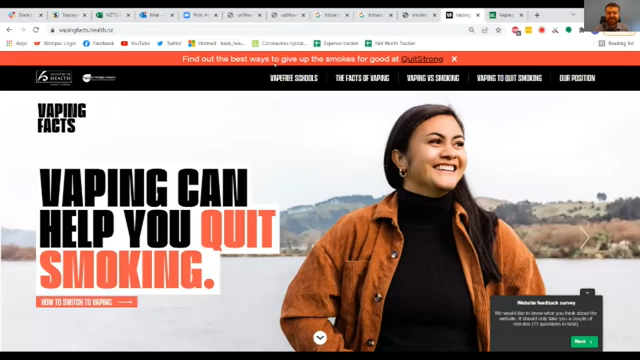 vapingfacts.health.nz
Apps
Winbot Login
Facebook
YouTube
Twitter
Coronavirus Updat...
Expense tracker
Net Worth Tracker
Reading list
Find out the best ways to give up the smokes for good at QuitStrong
HEALTH
VAPEFREE SCHOOLS
THE FACTS OF VAPING
VAPING VS SMOKING
VAPING TO QUIT SMOKING
OUR POSITION
VAPING
FACTS
VAPING CAN
HELP YOU QUIT
SMOKING.
HOW TO SWITCH TO VAPING
Website feedback survey
We would like to know what you think about the
website. It should only take you a couple of
minutes (11 questions in total).
Next